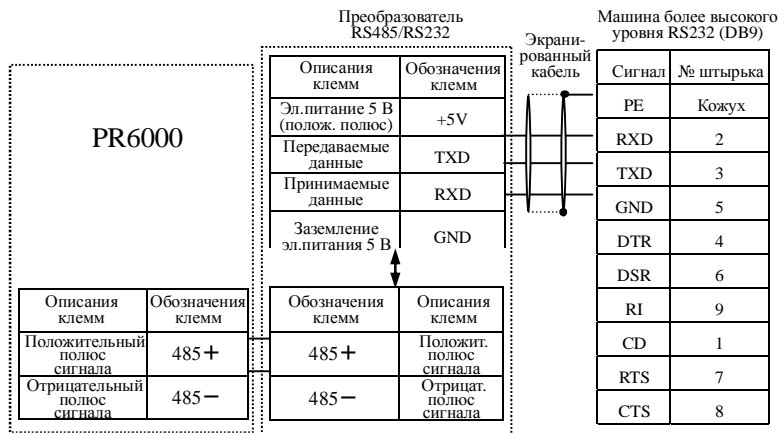 Преобразователь
RS485/RS232
Экрани-
рованный
кабель
Машина более высокого
уровня RS232 (DB9)
PR6000
Описания клемм Обозначения клемм
Эл.питание 5 В (полож. полюс) +5V
Передаваемые данные TXD
Принимаемые данные RXD
Заземление эл.питания 5 В GND
Сигнал № штырька
PE Кожух
RXD 2
TXD 3
GND 5
DTR 4
DSR 6
RI 9
CD 1
RTS 7
CTS 8
Описания клемм Обозначения клемм
Положительный полюс сигнала 485+
Отрицательный полюс сигнала 485−
Обозначения клемм Описания клемм
485+ Положит. полюс сигнала
485− Отрицат. полюс сигнала